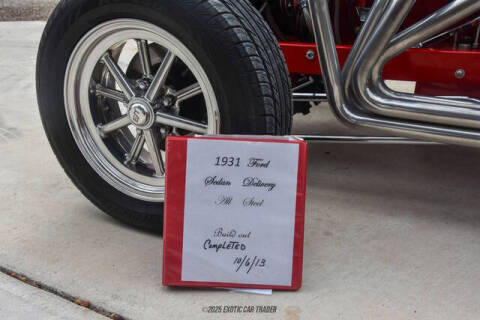 1931 Ford
Sedan Delivery
All Steel
Build out
COMPLETED
10/6/13
©2025 EXOTIC CAR TRADER